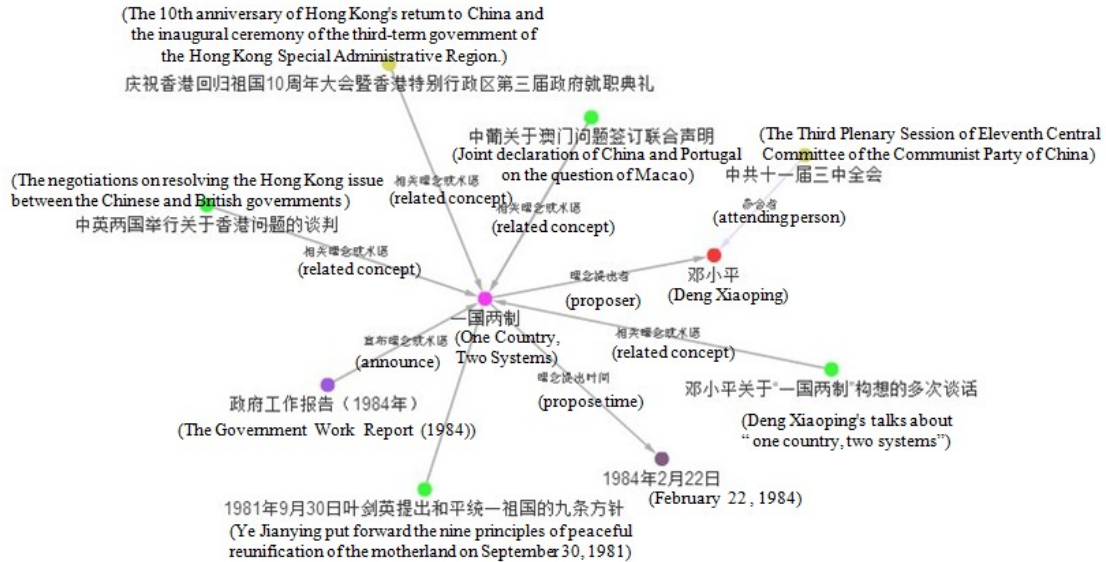 (The 10th anniversary of Hong Kong's return to China and
the inaugural ceremony of the third-term government of
the Hong Kong Special Administrative Region.)
庆祝香港回归祖国10周年大会暨香港特别行政区第三届政府就职典礼
中葡关于澳门问题签订联合声明
(Joint declaration of China and Portugal
on the question of Macao)
(The Third Plenary Session of Eleventh Central
Committee of the Communist Party of China)
中共十一届三中全会
(The negotiations on resolving the Hong Kong issue
between the Chinese and British governments )
中英两国举行关于香港问题的谈判
相关理念或术语
(related concept)
相关理念或术语
(related concept)
参会者
(attending person)
相关理念或术语
(related concept)
理念提出者
(proposer)
邓小平
(Deng Xiaoping)
一国两制
(One Country,
Two Systems)
宣布理念或术语
(announce)
相关理念或术语
(related concept)
理念提出时间
(propose time)
政府工作报告（1984年）
(The Government Work Report (1984))
邓小平关于“一国两制”构想的多次谈话
(Deng Xiaoping's talks about
“ one country, two systems”)
1984年2月22日
(February 22 , 1984)
1981年9月30日叶剑英提出和平统一祖国的九条方针
(Ye Jianying put forward the nine principles of peaceful
reunification of the motherland on September 30, 1981)